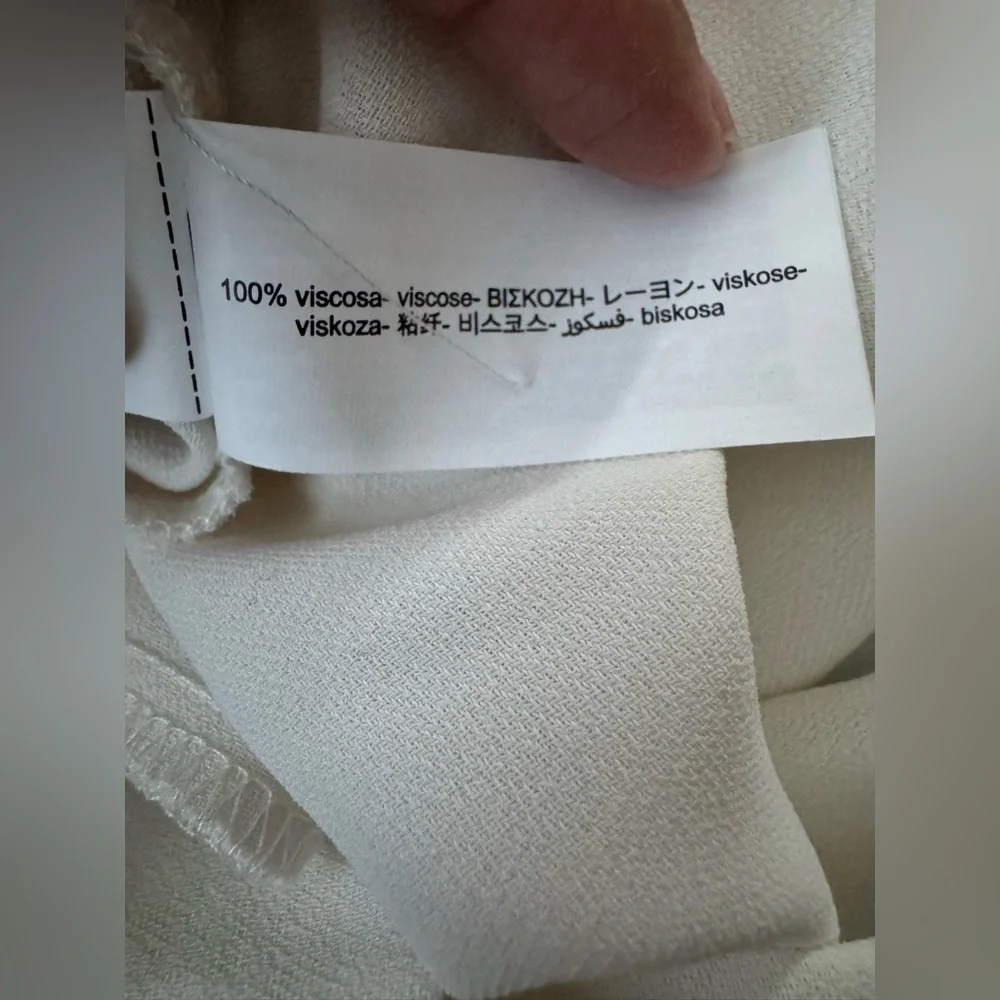 100% viscosa- viscose- ΒΙΣΚΟΖΗ- レーヨン- viskose-
viskoza- 粘纤- 비스코스- فسكوز- biskosa